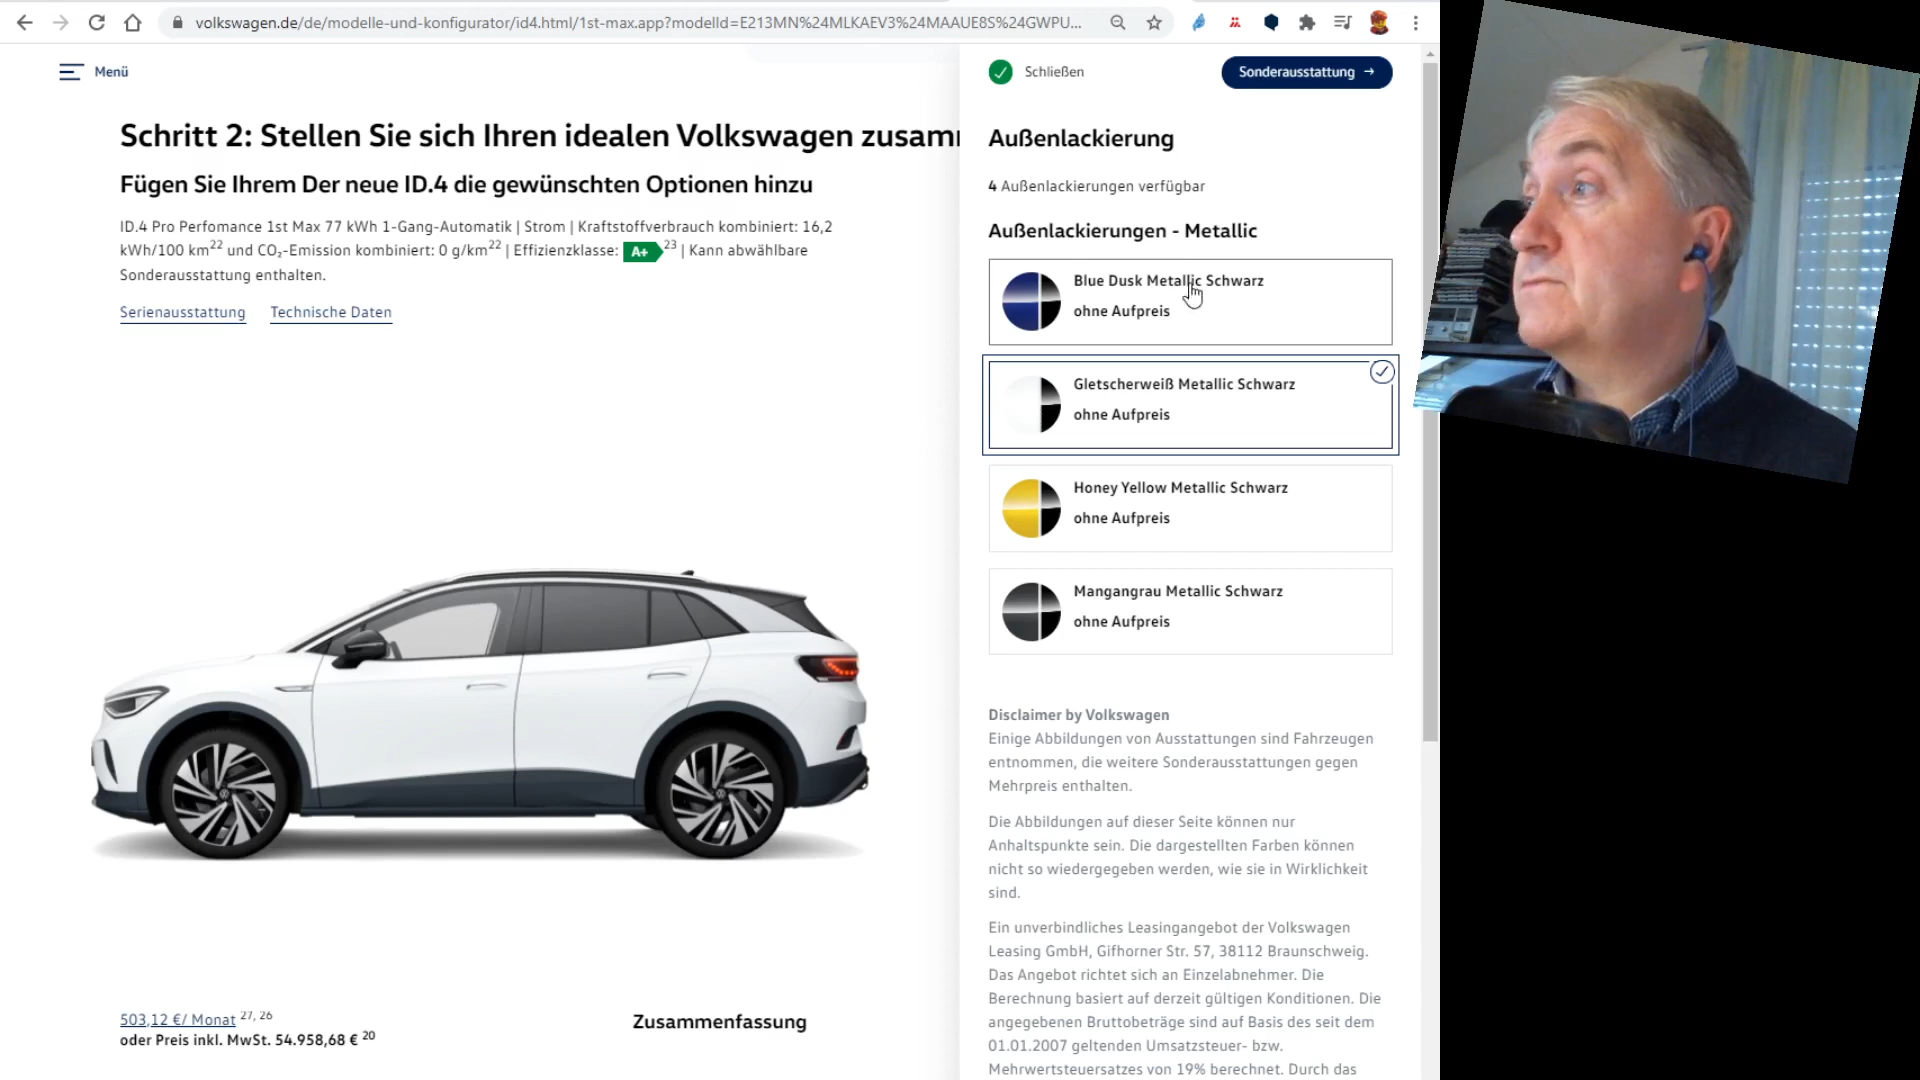 volkswagen.de/de/modelle-und-konfigurator/id4.html/1st-max.app?modelId=E213MN%24MLKAEV3%24MAAUE8S%24GWPU...
Menü
Schritt 2: Stellen Sie sich Ihren idealen Volkswagen zusamm
Fügen Sie Ihrem Der neue ID.4 die gewünschten Optionen hinzu
ID.4 Pro Perfomance 1st Max 77 kWh 1-Gang-Automatik | Strom | Kraftstoffverbrauch kombiniert: 16,2
kWh/100 km22 und CO₂-Emission kombiniert: 0 g/km22 | Effizienzklasse: A+ 23 | Kann abwählbare
Sonderausstattung enthalten.
Serienausstattung Technische Daten
503,12 €/ Monat 27, 26
oder Preis inkl. MwSt. 54.958,68 € 20
Zusammenfassung
Schließen
Sonderausstattung →
Außenlackierung
4 Außenlackierungen verfügbar
Außenlackierungen - Metallic
Blue Dusk Metallic Schwarz
ohne Aufpreis
Gletscherweiß Metallic Schwarz
ohne Aufpreis
Honey Yellow Metallic Schwarz
ohne Aufpreis
Mangangrau Metallic Schwarz
ohne Aufpreis
Disclaimer by Volkswagen
Einige Abbildungen von Ausstattungen sind Fahrzeugen
entnommen, die weitere Sonderausstattungen gegen
Mehrpreis enthalten.
Die Abbildungen auf dieser Seite können nur
Anhaltspunkte sein. Die dargestellten Farben können
nicht so wiedergegeben werden, wie sie in Wirklichkeit
sind.
Ein unverbindliches Leasingangebot der Volkswagen
Leasing GmbH, Gifhorner Str. 57, 38112 Braunschweig.
Das Angebot richtet sich an Einzelabnehmer. Die
Berechnung basiert auf derzeit gültigen Konditionen. Die
angegebenen Bruttobeträge sind auf Basis des seit dem
01.01.2007 geltenden Umsatzsteuer- bzw.
Mehrwertsteuersatzes von 19% berechnet. Durch das